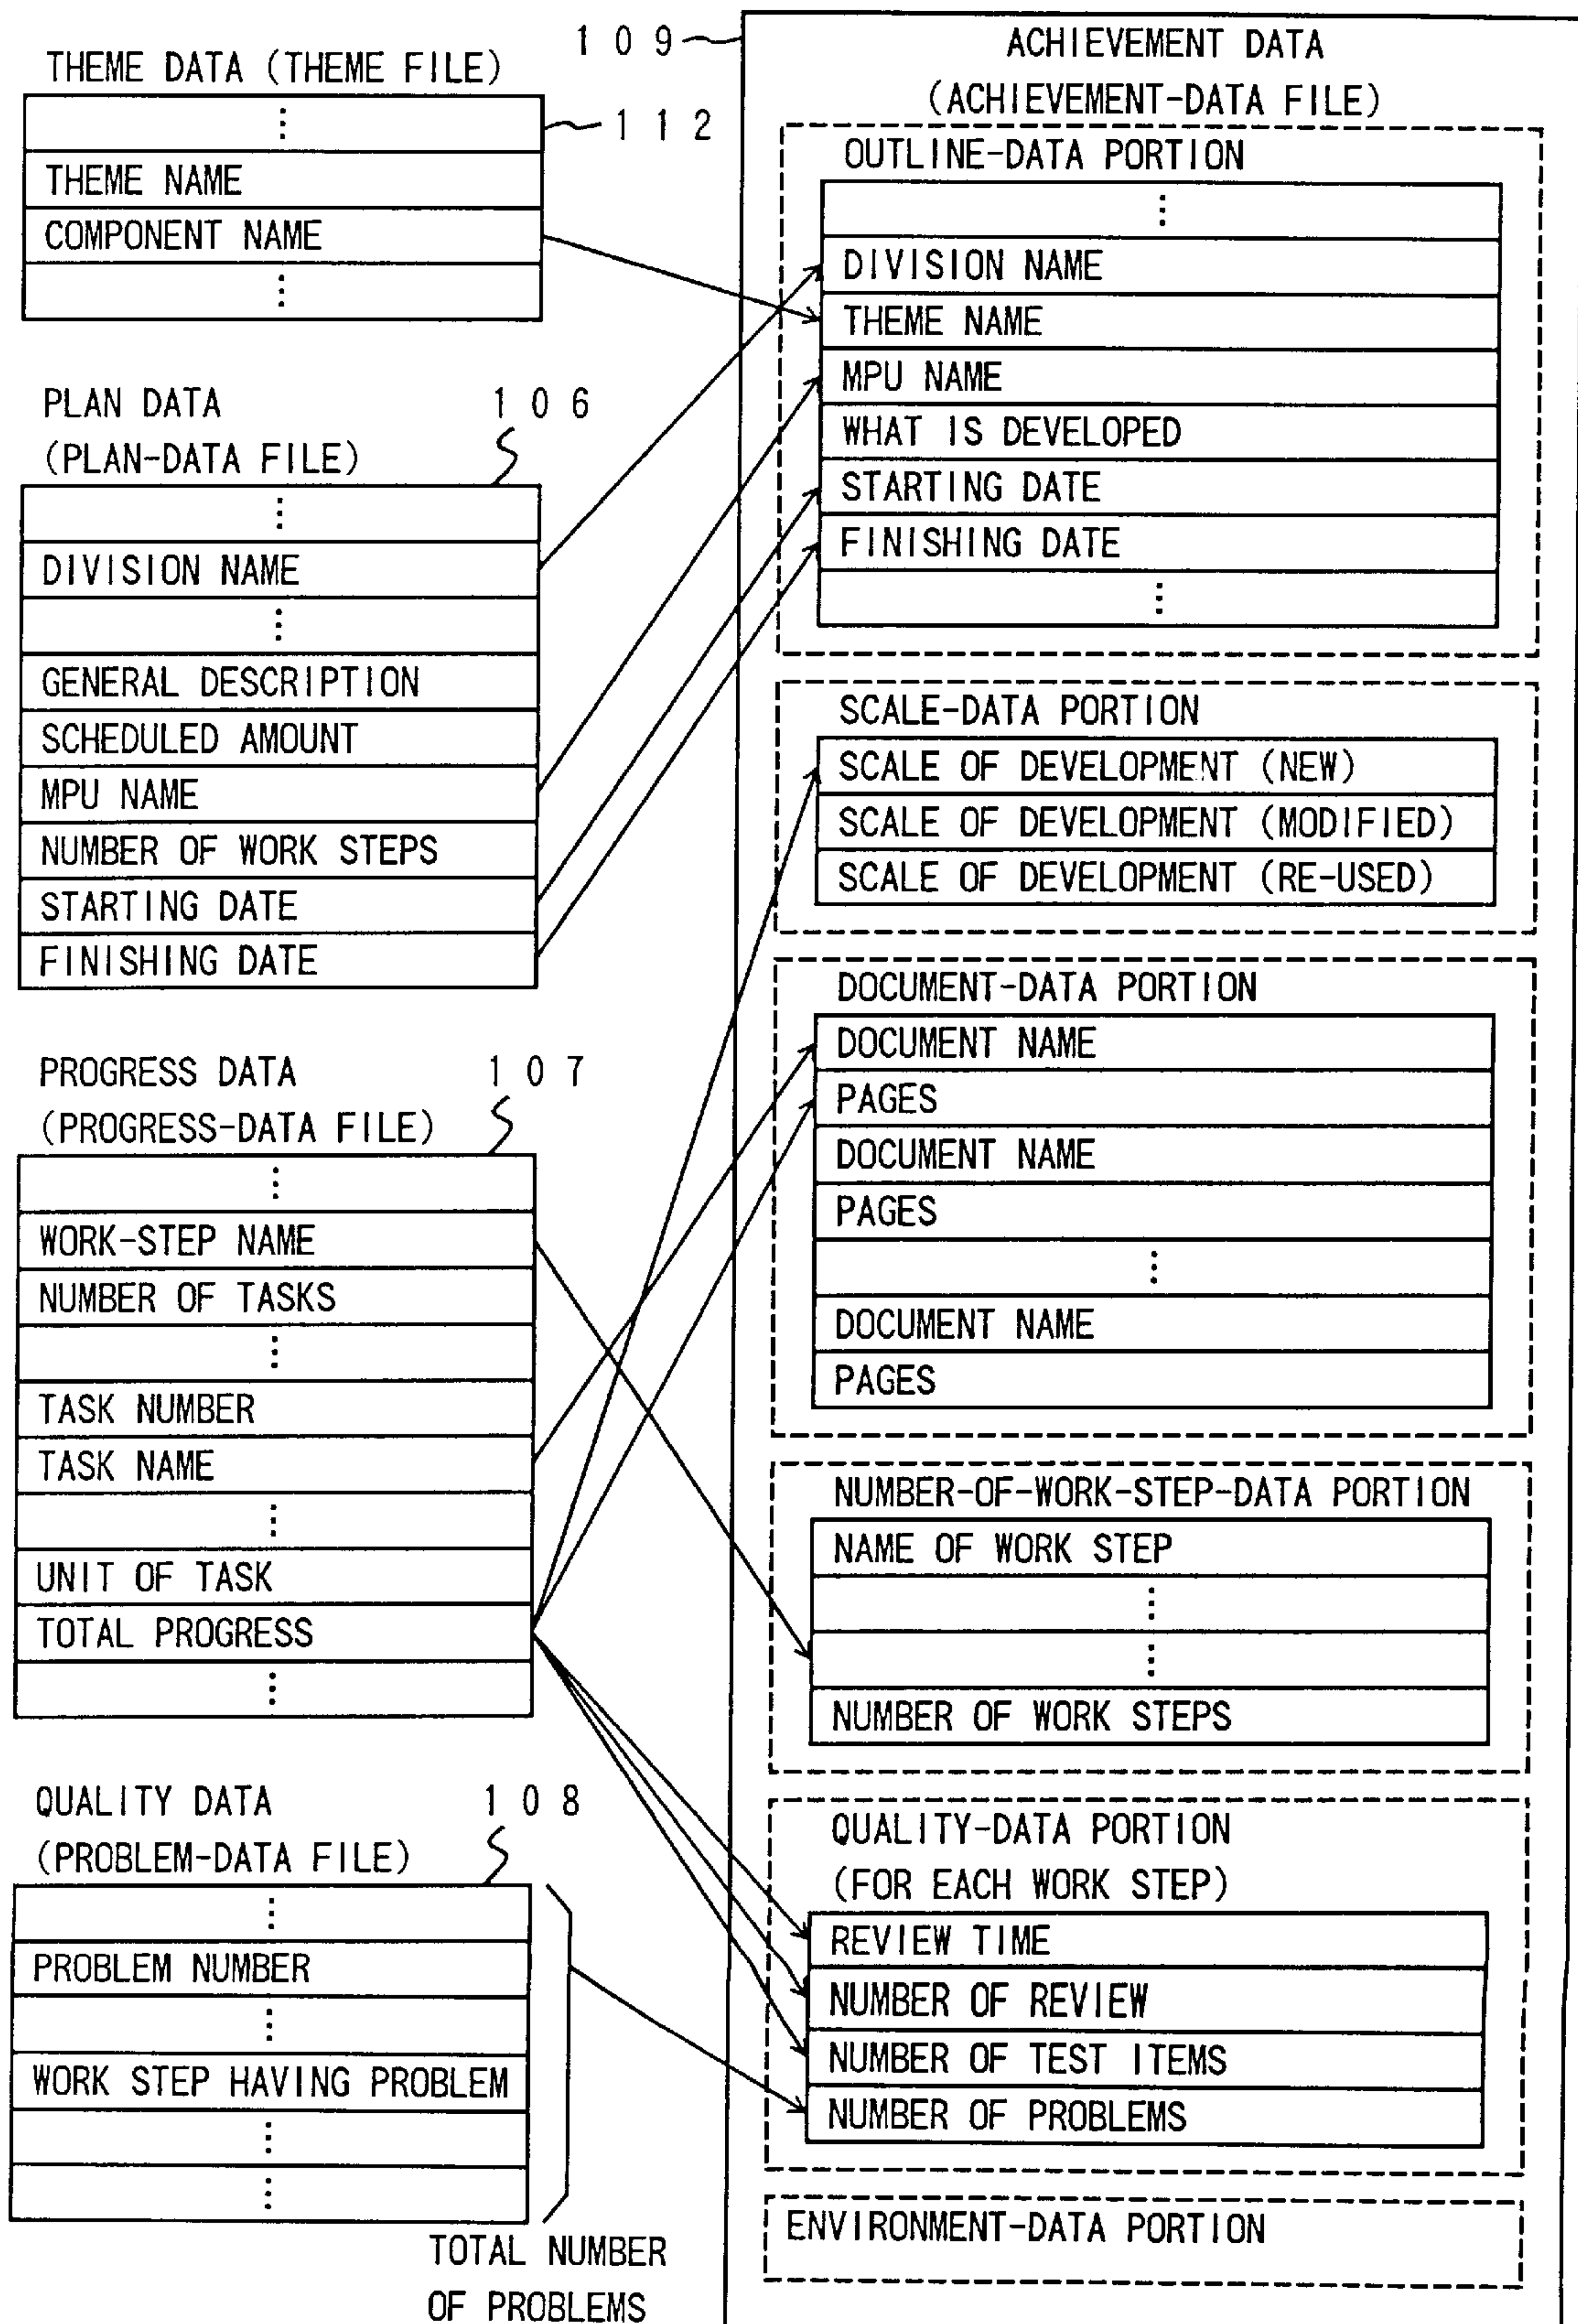 THEME DATA (THEME FILE)
112
THEME NAME
COMPONENT NAME
PLAN DATA
(PLAN-DATA FILE)
106
DIVISION NAME
GENERAL DESCRIPTION
SCHEDULED AMOUNT
MPU NAME
NUMBER OF WORK STEPS
STARTING DATE
FINISHING DATE
PROGRESS DATA
(PROGRESS-DATA FILE)
107
WORK-STEP NAME
NUMBER OF TASKS
TASK NUMBER
TASK NAME
UNIT OF TASK
TOTAL PROGRESS
QUALITY DATA
(PROBLEM-DATA FILE)
108
PROBLEM NUMBER
WORK STEP HAVING PROBLEM
TOTAL NUMBER
OF PROBLEMS
109
ACHIEVEMENT DATA
(ACHIEVEMENT-DATA FILE)
OUTLINE-DATA PORTION
DIVISION NAME
THEME NAME
MPU NAME
WHAT IS DEVELOPED
STARTING DATE
FINISHING DATE
SCALE-DATA PORTION
SCALE OF DEVELOPMENT (NEW)
SCALE OF DEVELOPMENT (MODIFIED)
SCALE OF DEVELOPMENT (RE-USED)
DOCUMENT-DATA PORTION
DOCUMENT NAME
PAGES
DOCUMENT NAME
PAGES
DOCUMENT NAME
PAGES
NUMBER-OF-WORK-STEP-DATA PORTION
NAME OF WORK STEP
NUMBER OF WORK STEPS
QUALITY-DATA PORTION
(FOR EACH WORK STEP)
REVIEW TIME
NUMBER OF REVIEW
NUMBER OF TEST ITEMS
NUMBER OF PROBLEMS
ENVIRONMENT-DATA PORTION